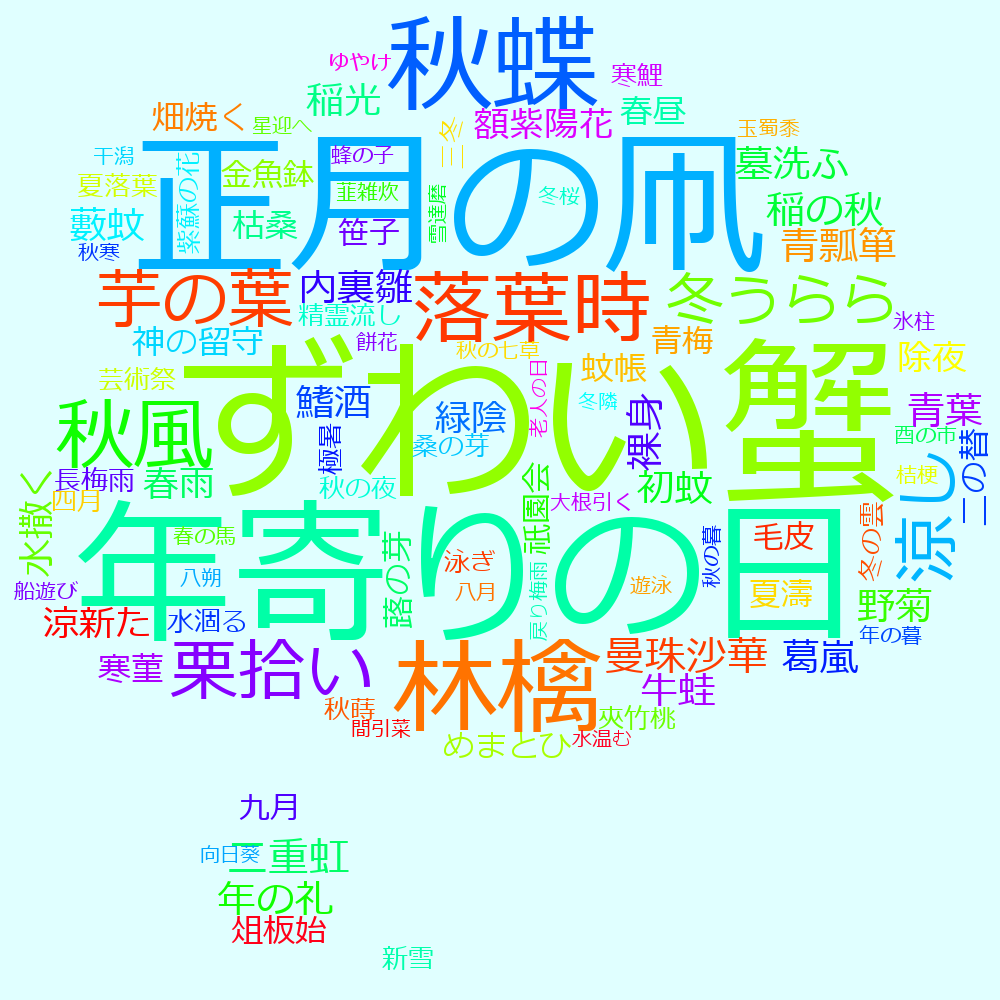 秋蝶
ゆやけ
寒鯉
稲光
春昼
畑焼く
星迎へ
三冬
額紫陽花
玉蜀黍
干潟
紫蘇の花
蜂の子
正月の凧
墓洗ふ
夏落葉
金魚鉢
韮雑炊
雪達磨
冬桜
藪蚊
枯桑
笹子
稲の秋
秋寒
青瓢箪
芋の葉
内裏雛
落葉時
冬うらら
精霊流し
氷柱
神の留守
餅花
秋の七草
青梅
除夜
芸術祭
ずわい蟹
老人の日
蚊帳
鰭酒
冬隣
青葉
秋風
極暑
緑陰
桑の芽
裸身
酉の市
二の替
長梅雨
春雨
秋の夜
祇園会
大根引く
初蚊
桔梗
涼し
水撒く
四月
年寄りの日
春の馬
蕗の芽
秋の暮
毛皮
冬の雲
船遊び
八朔
泳ぎ
八月
戻り梅雨
遊泳
夏濤
野菊
涼新た
水涸る
年の暮
寒菫
栗拾い
林檎
曼珠沙華
葛嵐
牛蛙
秋蒔
間引菜
めまとひ
夾竹桃
水温む
九月
向日葵
二重虹
年の礼
俎板始
新雪